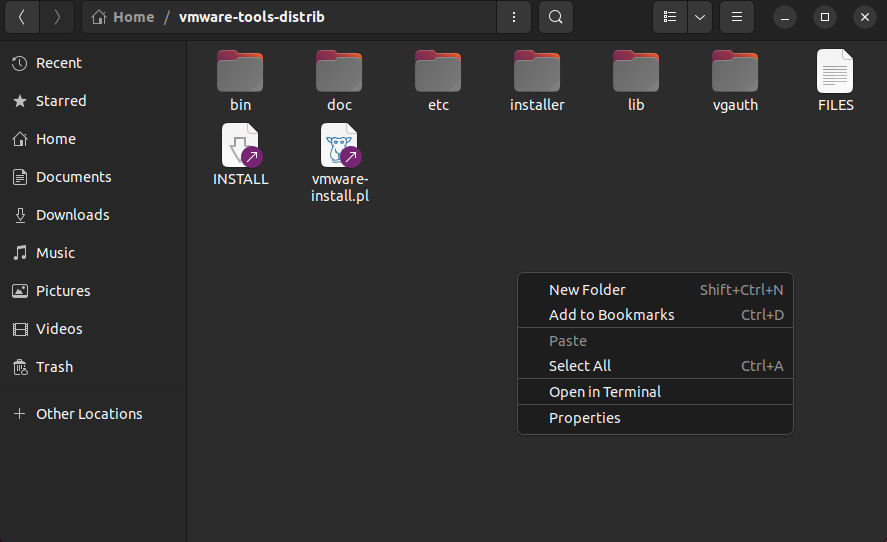 Home / vmware-tools-distrib
Recent
Starred
Home
Documents
Downloads
Music
Pictures
Videos
Trash
Other Locations
bin
doc
etc
installer
lib
vgauth
FILES
INSTALL
vmware-
install.pl
New Folder Shift+Ctrl+N
Add to Bookmarks Ctrl+D
Paste
Select All Ctrl+A
Open in Terminal
Properties